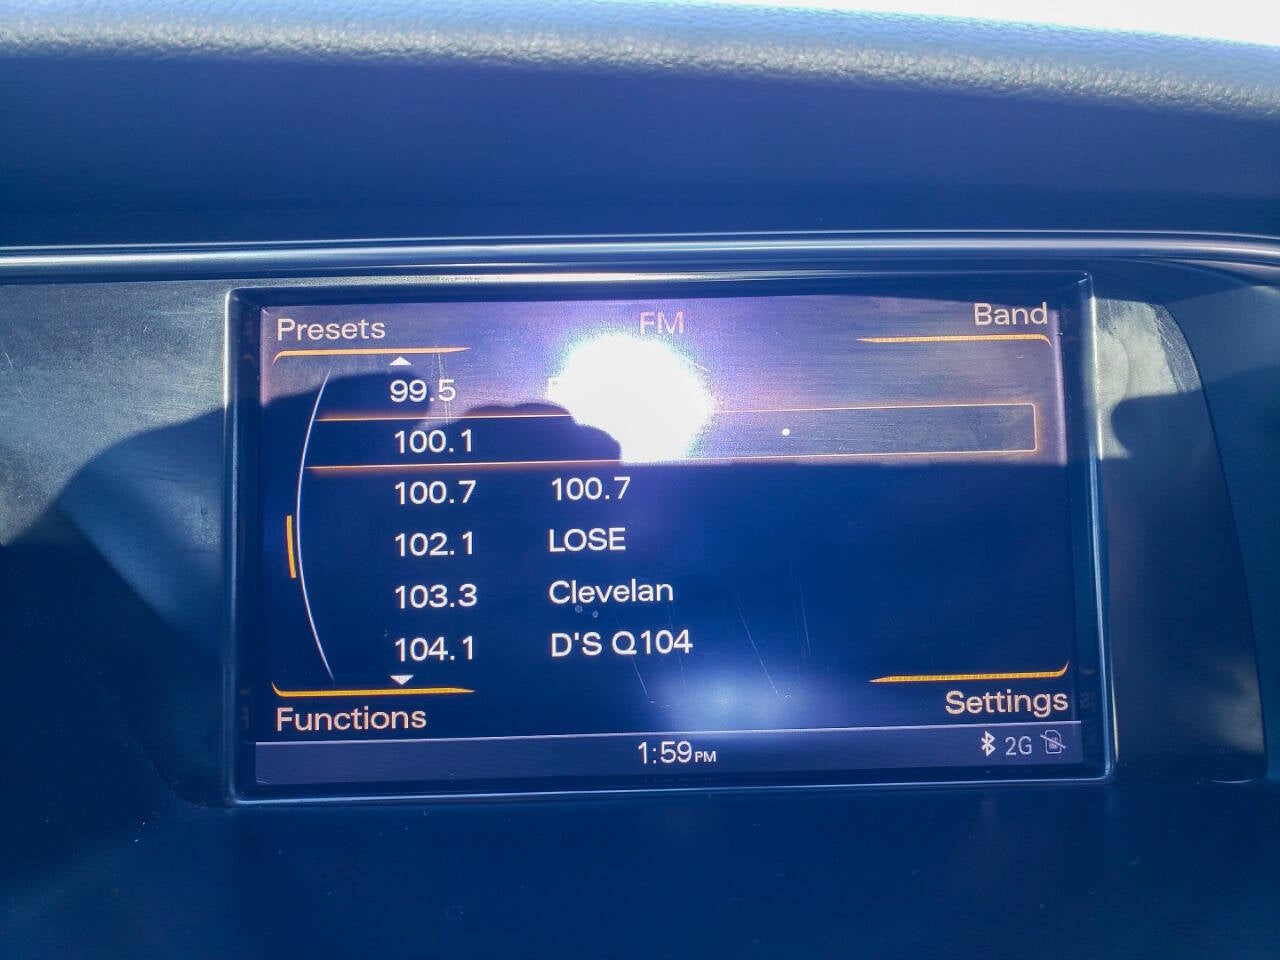 Presets FM Band
99.5
100.1
100.7 100.7
102.1 LOSE
103.3 Clevelan
104.1 D'S Q104
Functions Settings
1:59PM 2G